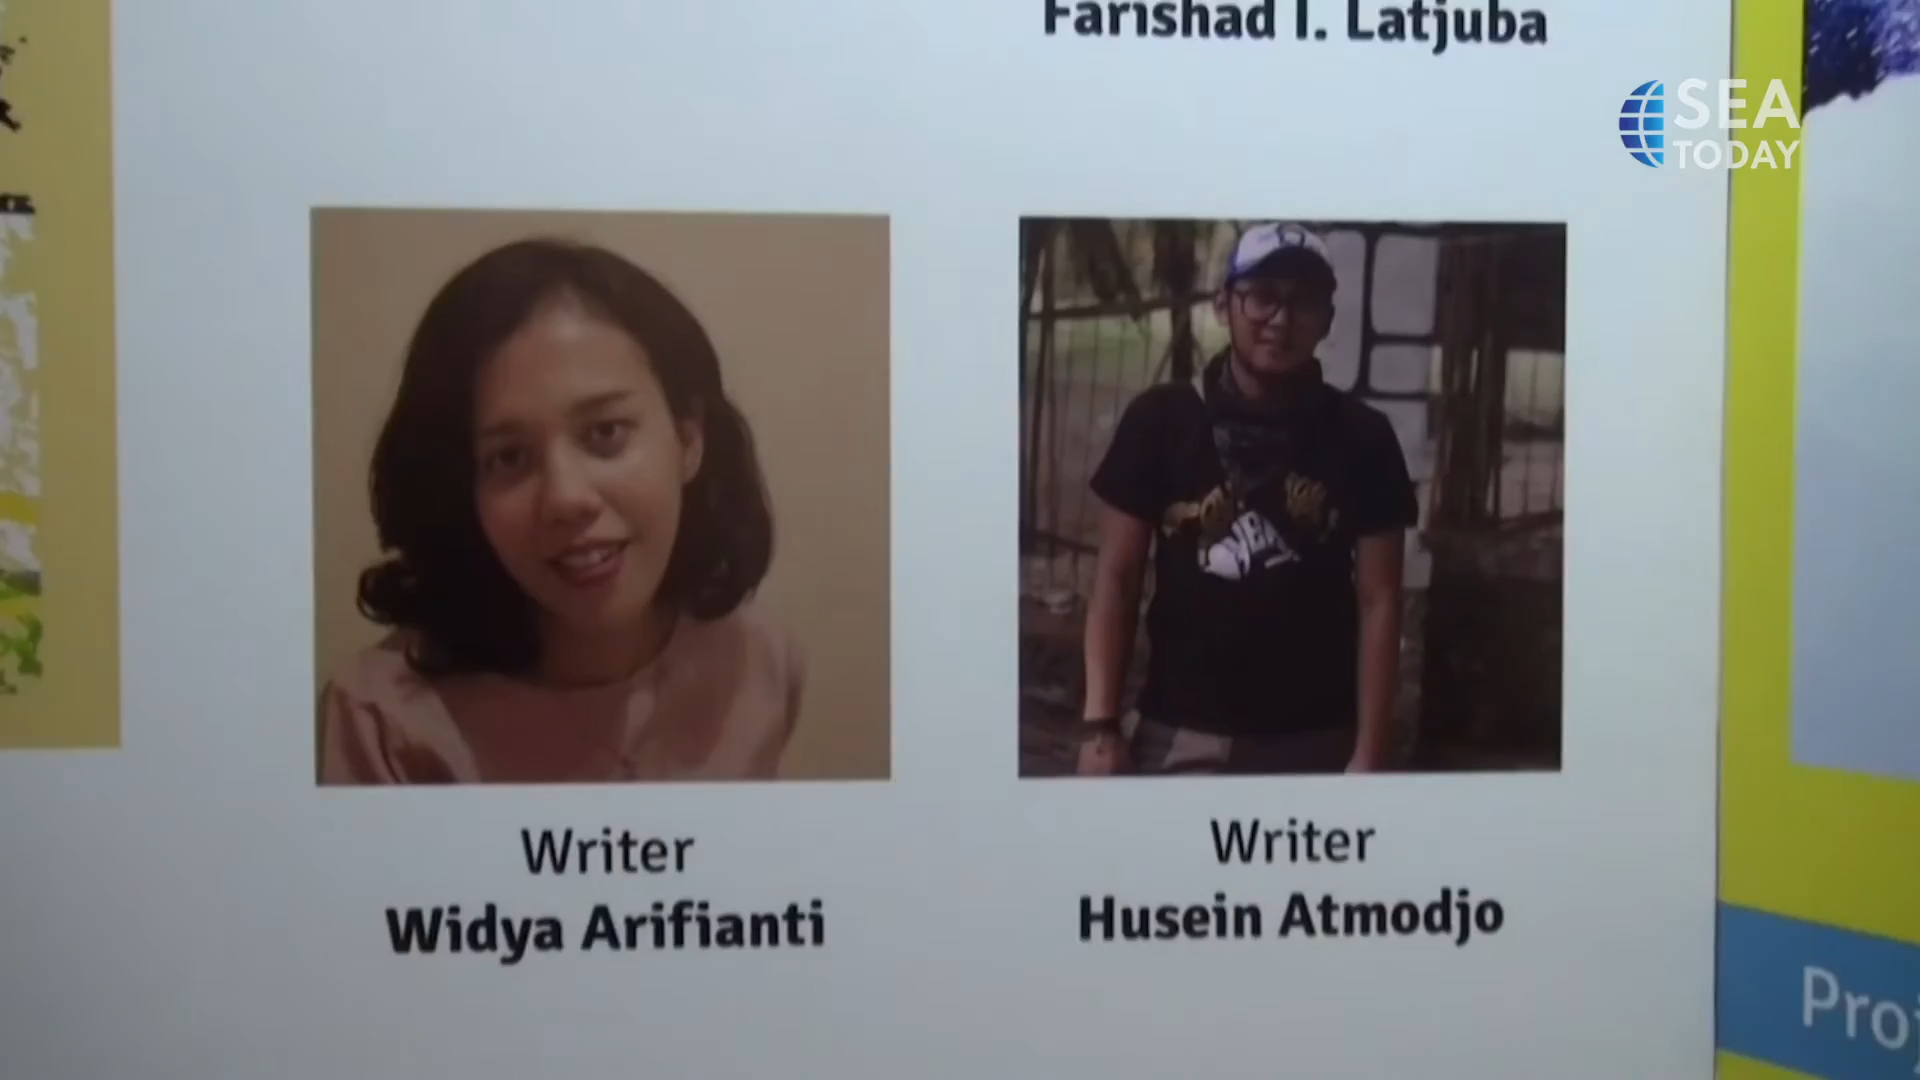 Farishad I. Latjuba
SEA
TODAY
Writer
Widya Arifianti
Writer
Husein Atmodjo